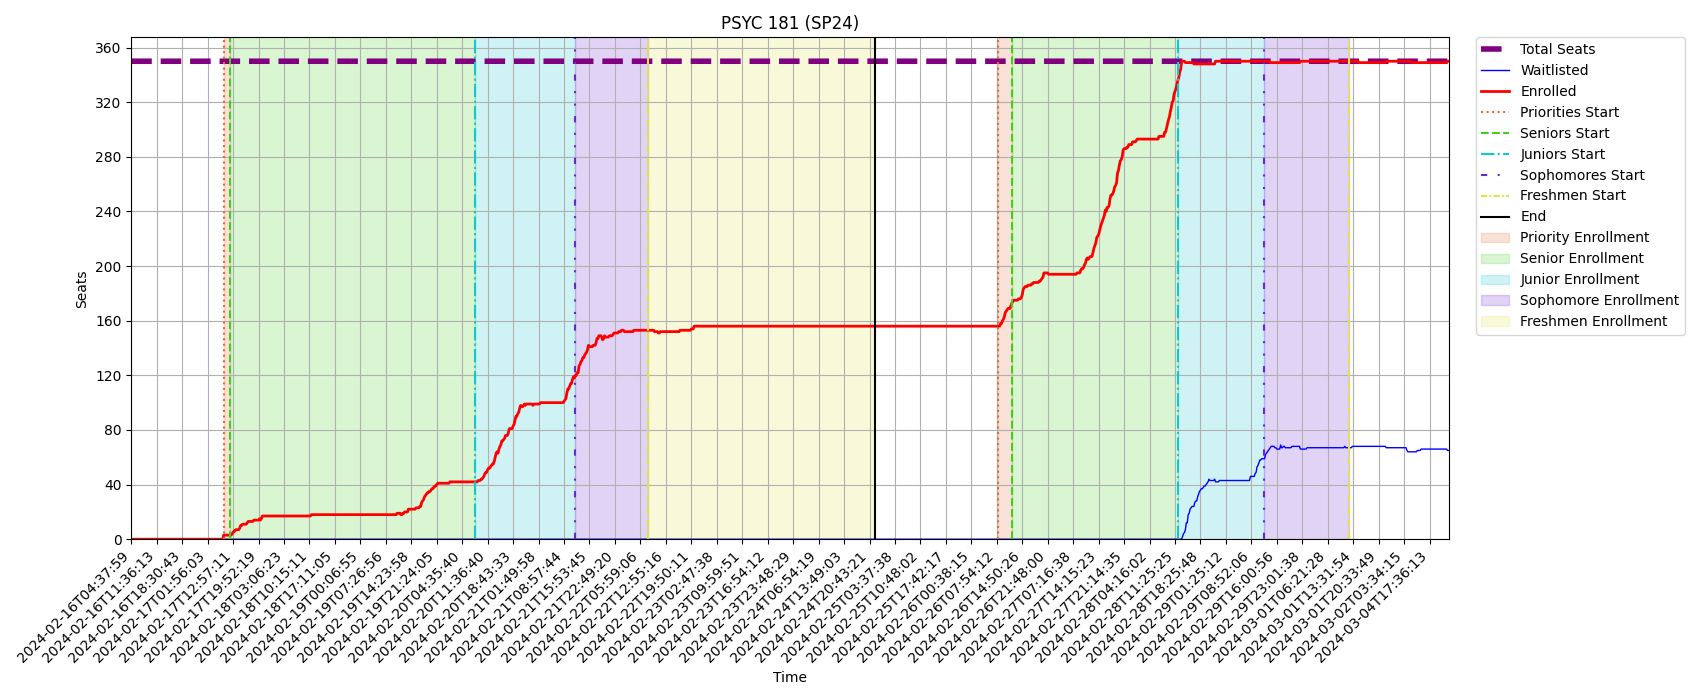 PSYC 181 (SP24)
Seats
360
320
280
240
200
160
120
80
40
0
2024-02-16T04:37:59
2024-02-16T11:36:13
2024-02-16T18:30:43
2024-02-17T01:56:03
2024-02-17T12:57:11
2024-02-17T19:52:19
2024-02-18T03:06:23
2024-02-18T10:15:11
2024-02-18T17:11:05
2024-02-19T00:06:55
2024-02-19T07:26:56
2024-02-19T14:23:58
2024-02-19T21:24:05
2024-02-20T04:35:40
2024-02-20T11:36:40
2024-02-20T18:43:33
2024-02-21T01:49:58
2024-02-21T08:57:44
2024-02-21T15:53:45
2024-02-21T22:49:20
2024-02-22T05:59:06
2024-02-22T12:55:16
2024-02-22T19:50:11
2024-02-23T02:47:38
2024-02-23T09:59:51
2024-02-23T16:54:12
2024-02-23T23:48:29
2024-02-24T06:54:19
2024-02-24T13:49:03
2024-02-24T20:43:21
2024-02-25T03:37:38
2024-02-25T10:48:02
2024-02-25T17:42:17
2024-02-26T00:38:15
2024-02-26T07:54:12
2024-02-26T14:50:26
2024-02-26T21:48:00
2024-02-27T07:16:38
2024-02-27T14:15:23
2024-02-27T21:14:35
2024-02-28T04:16:02
2024-02-28T11:25:25
2024-02-28T18:25:48
2024-02-29T01:25:12
2024-02-29T08:52:06
2024-02-29T16:00:56
2024-02-29T23:01:38
2024-03-01T06:21:28
2024-03-01T13:31:54
2024-03-01T20:33:49
2024-03-02T03:34:15
2024-03-04T17:36:13
Time
Total Seats
Waitlisted
Enrolled
Priorities Start
Seniors Start
Juniors Start
Sophomores Start
Freshmen Start
End
Priority Enrollment
Senior Enrollment
Junior Enrollment
Sophomore Enrollment
Freshmen Enrollment